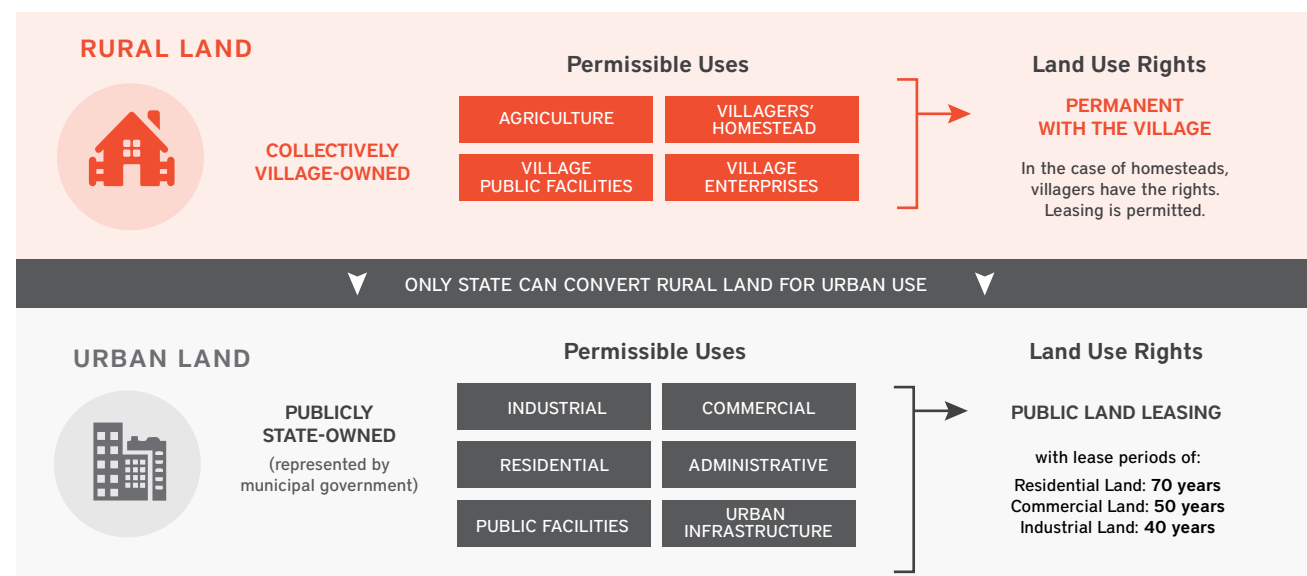 RURAL LAND
COLLECTIVELY
VILLAGE-OWNED
Permissible Uses
AGRICULTURE
VILLAGERS’
HOMESTEAD
VILLAGE
PUBLIC FACILITIES
VILLAGE
ENTERPRISES
Land Use Rights
PERMANENT
WITH THE VILLAGE
In the case of homesteads,
villagers have the rights.
Leasing is permitted.
ONLY STATE CAN CONVERT RURAL LAND FOR URBAN USE
URBAN LAND
PUBLICLY
STATE-OWNED
(represented by
municipal government)
Permissible Uses
INDUSTRIAL
COMMERCIAL
RESIDENTIAL
ADMINISTRATIVE
PUBLIC FACILITIES
URBAN
INFRASTRUCTURE
Land Use Rights
PUBLIC LAND LEASING
with lease periods of:
Residential Land: 70 years
Commercial Land: 50 years
Industrial Land: 40 years